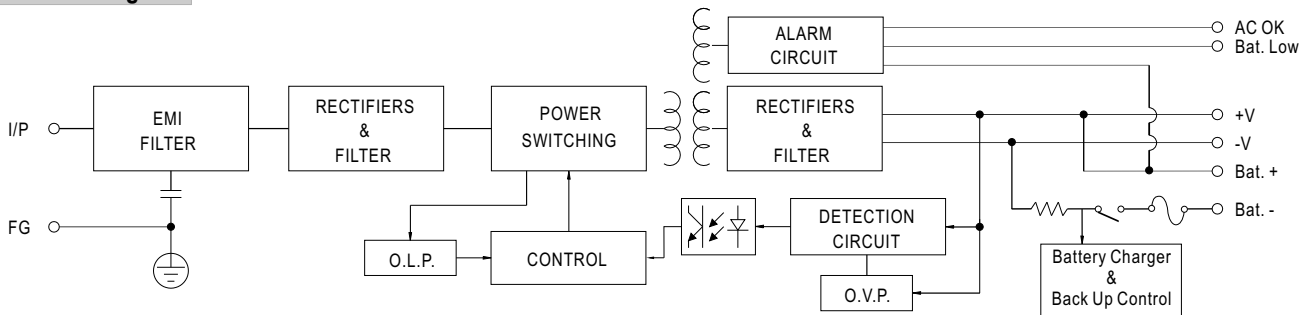 ALARM
CIRCUIT
AC OK
Bat. Low
I/P
EMI
FILTER
RECTIFIERS
&
FILTER
POWER
SWITCHING
RECTIFIERS
&
FILTER
+V
-V
Bat. +
Bat. -
FG
O.L.P.
CONTROL
DETECTION
CIRCUIT
O.V.P.
Battery Charger
&
Back Up Control